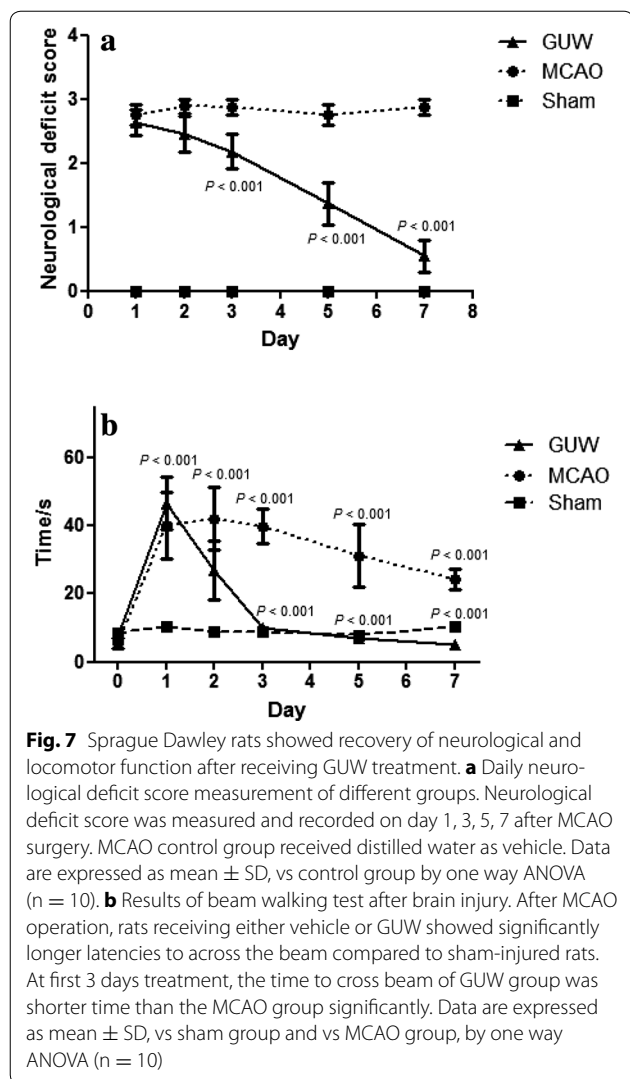 a
GUW
MCAO
Sham
Neurological deficit score
4
3
2
1
0
P < 0.001
P < 0.001
P < 0.001
0 1 2 3 4 5 6 7 8
Day
b
GUW
MCAO
Sham
Time/s
60
40
20
0
P < 0.001
P < 0.001
P < 0.001
P < 0.001
P < 0.001
P < 0.001
P < 0.001
P < 0.001
0 1 2 3 4 5 6 7
Day
Fig. 7 Sprague Dawley rats showed recovery of neurological and
locomotor function after receiving GUW treatment. a Daily neuro-
logical deficit score measurement of different groups. Neurological
deficit score was measured and recorded on day 1, 3, 5, 7 after MCAO
surgery. MCAO control group received distilled water as vehicle. Data
are expressed as mean ± SD, vs control group by one way ANOVA
(n = 10). b Results of beam walking test after brain injury. After MCAO
operation, rats receiving either vehicle or GUW showed significantly
longer latencies to across the beam compared to sham-injured rats.
At first 3 days treatment, the time to cross beam of GUW group was
shorter time than the MCAO group significantly. Data are expressed
as mean ± SD, vs sham group and vs MCAO group, by one way
ANOVA (n = 10)